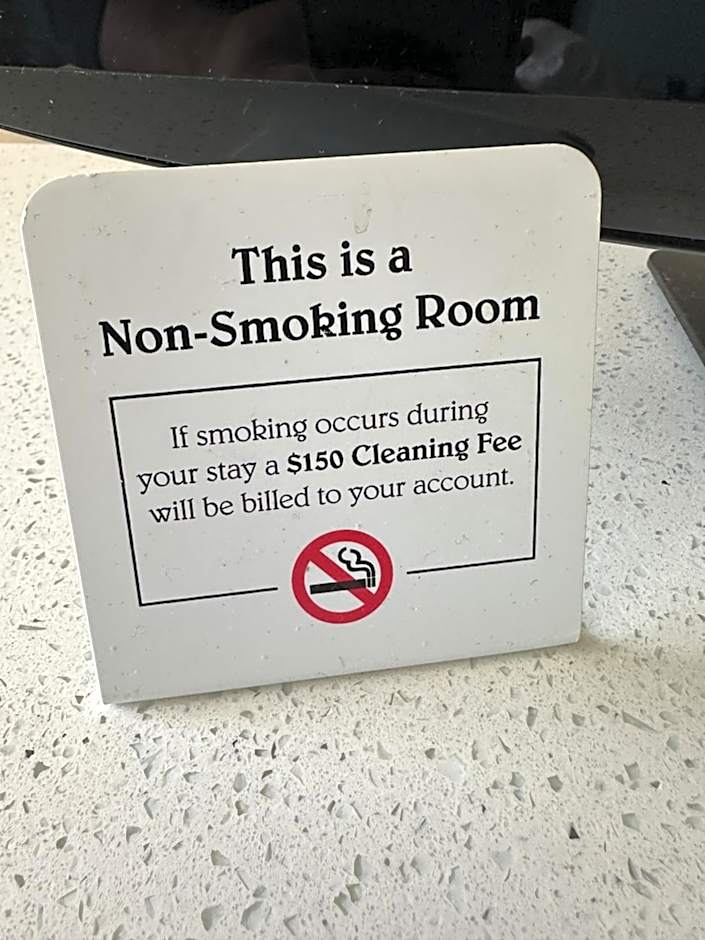 This is a
Non-Smoking Room
If smoking occurs during
your stay a $150 Cleaning Fee
will be billed to your account.